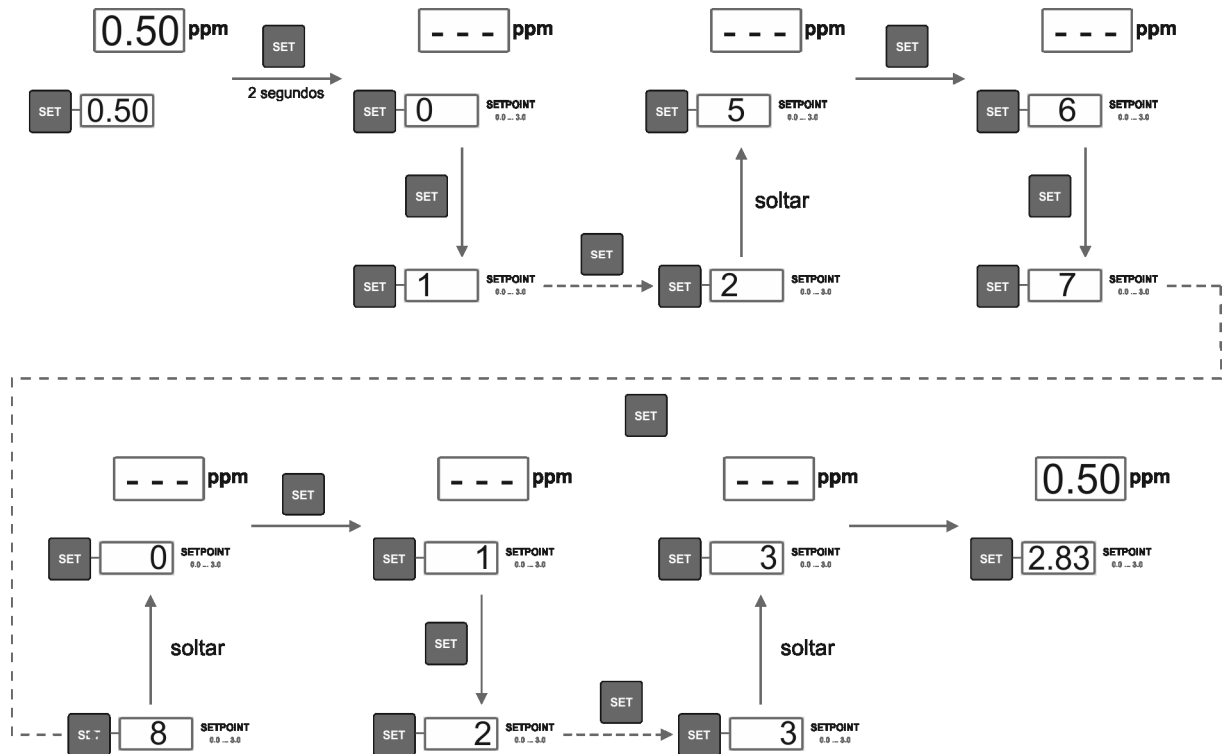 0.50 ppm
SET
2 segundos
SET 0.50
- - - ppm
SET 0 SETPOINT
0.0 ... 3.0
SET
SET 1 SETPOINT
0.0 ... 3.0
SET
- - - ppm
SET 5 SETPOINT
0.0 ... 3.0
soltar
SET 2 SETPOINT
0.0 ... 3.0
SET
- - - ppm
SET 6 SETPOINT
0.0 ... 3.0
SET
SET 7 SETPOINT
0.0 ... 3.0
SET
- - - ppm
SET 0 SETPOINT
0.0 ... 3.0
soltar
SET 8 SETPOINT
0.0 ... 3.0
SET
- - - ppm
SET 1 SETPOINT
0.0 ... 3.0
SET
SET 2 SETPOINT
0.0 ... 3.0
SET
- - - ppm
SET 3 SETPOINT
0.0 ... 3.0
soltar
SET 3 SETPOINT
0.0 ... 3.0
0.50 ppm
SET 2.83 SETPOINT
0.0 ... 3.0